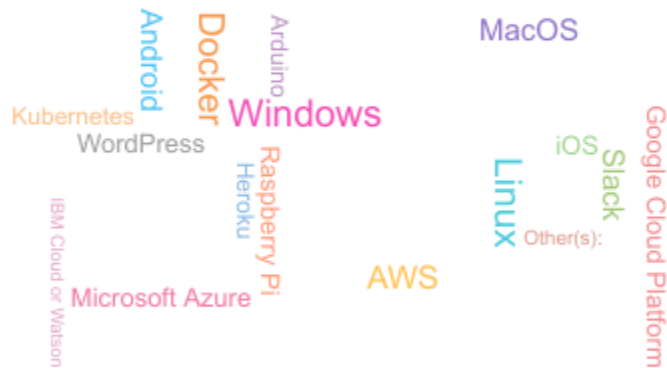 Android
Docker
Arduino
MacOS
Kubernetes
Windows
WordPress
Heroku
Raspberry Pi
Linux
iOS
Slack
Google Cloud Platform
Other(s):
IBM Cloud or Watson
Microsoft Azure
AWS